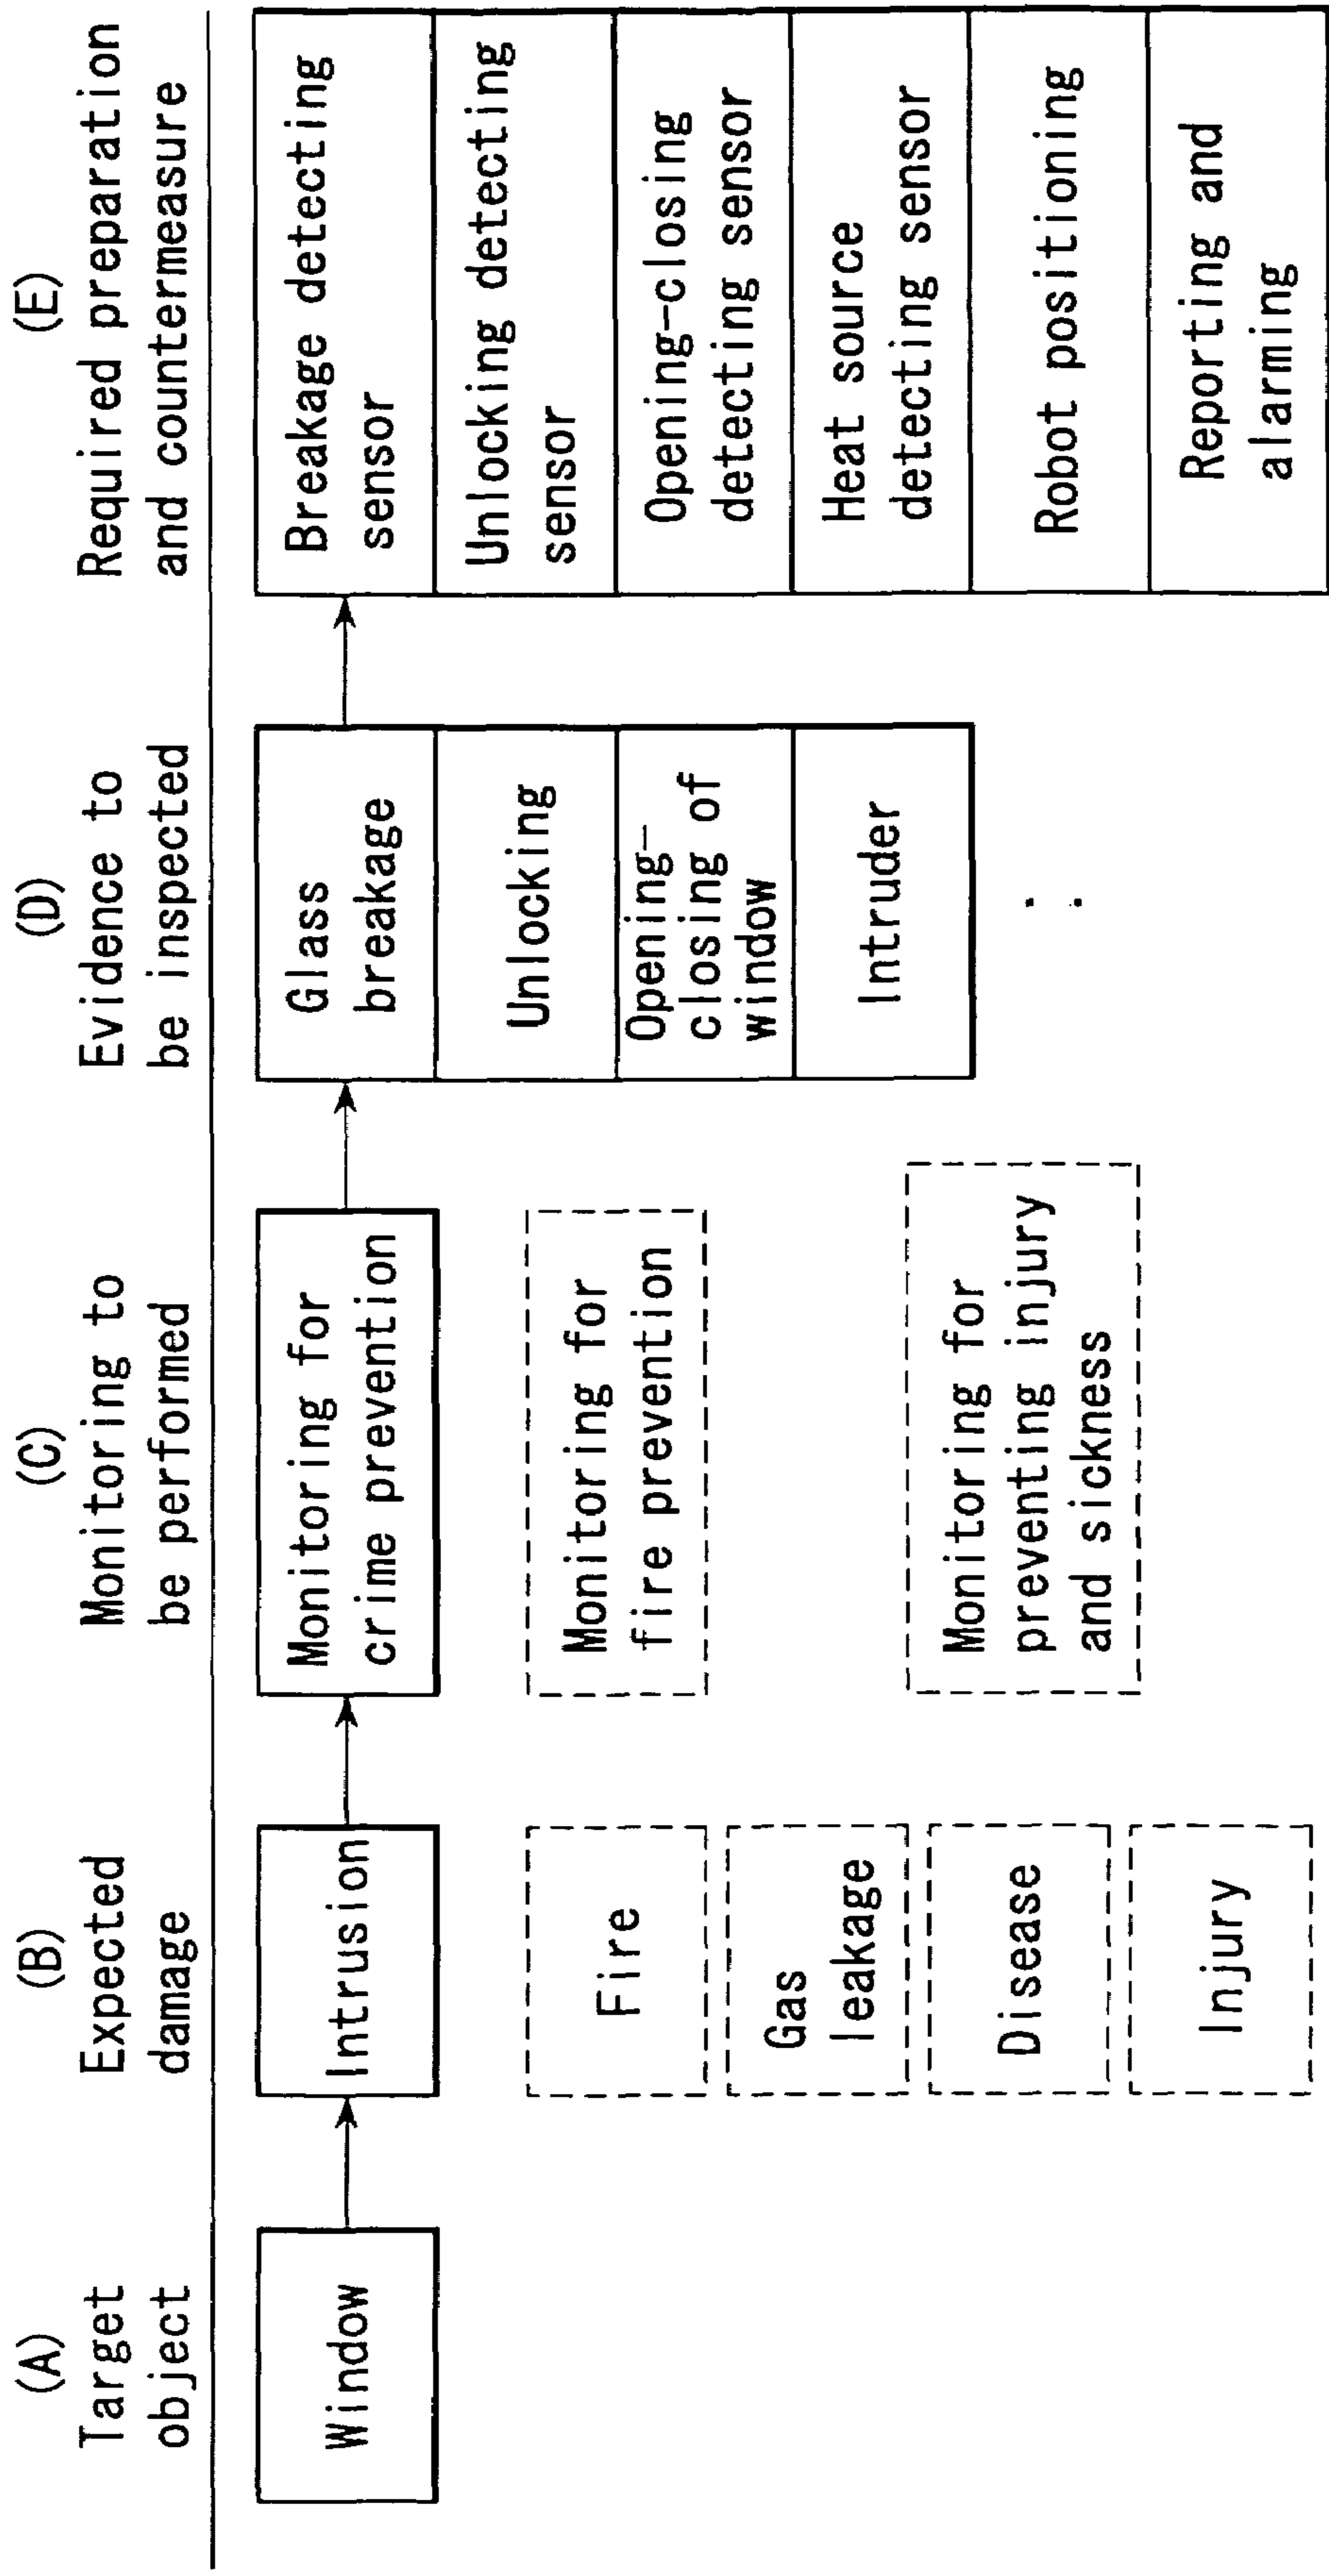 (A)
Target
object
(B)
Expected
damage
(C)
Monitoring to
be performed
(D)
Evidence to
be inspected
(E)
Required preparation
and countermeasure
Window
Intrusion
Fire
Gas
leakage
Disease
Injury
Monitoring for
crime prevention
Monitoring for
fire prevention
Monitoring for
preventing injury
and sickness
Glass
breakage
Unlocking
Opening-
closing of
window
Intruder
Breakage detecting
sensor
Unlocking detecting
sensor
Opening-closing
detecting sensor
Heat source
detecting sensor
Robot positioning
Reporting and
alarming